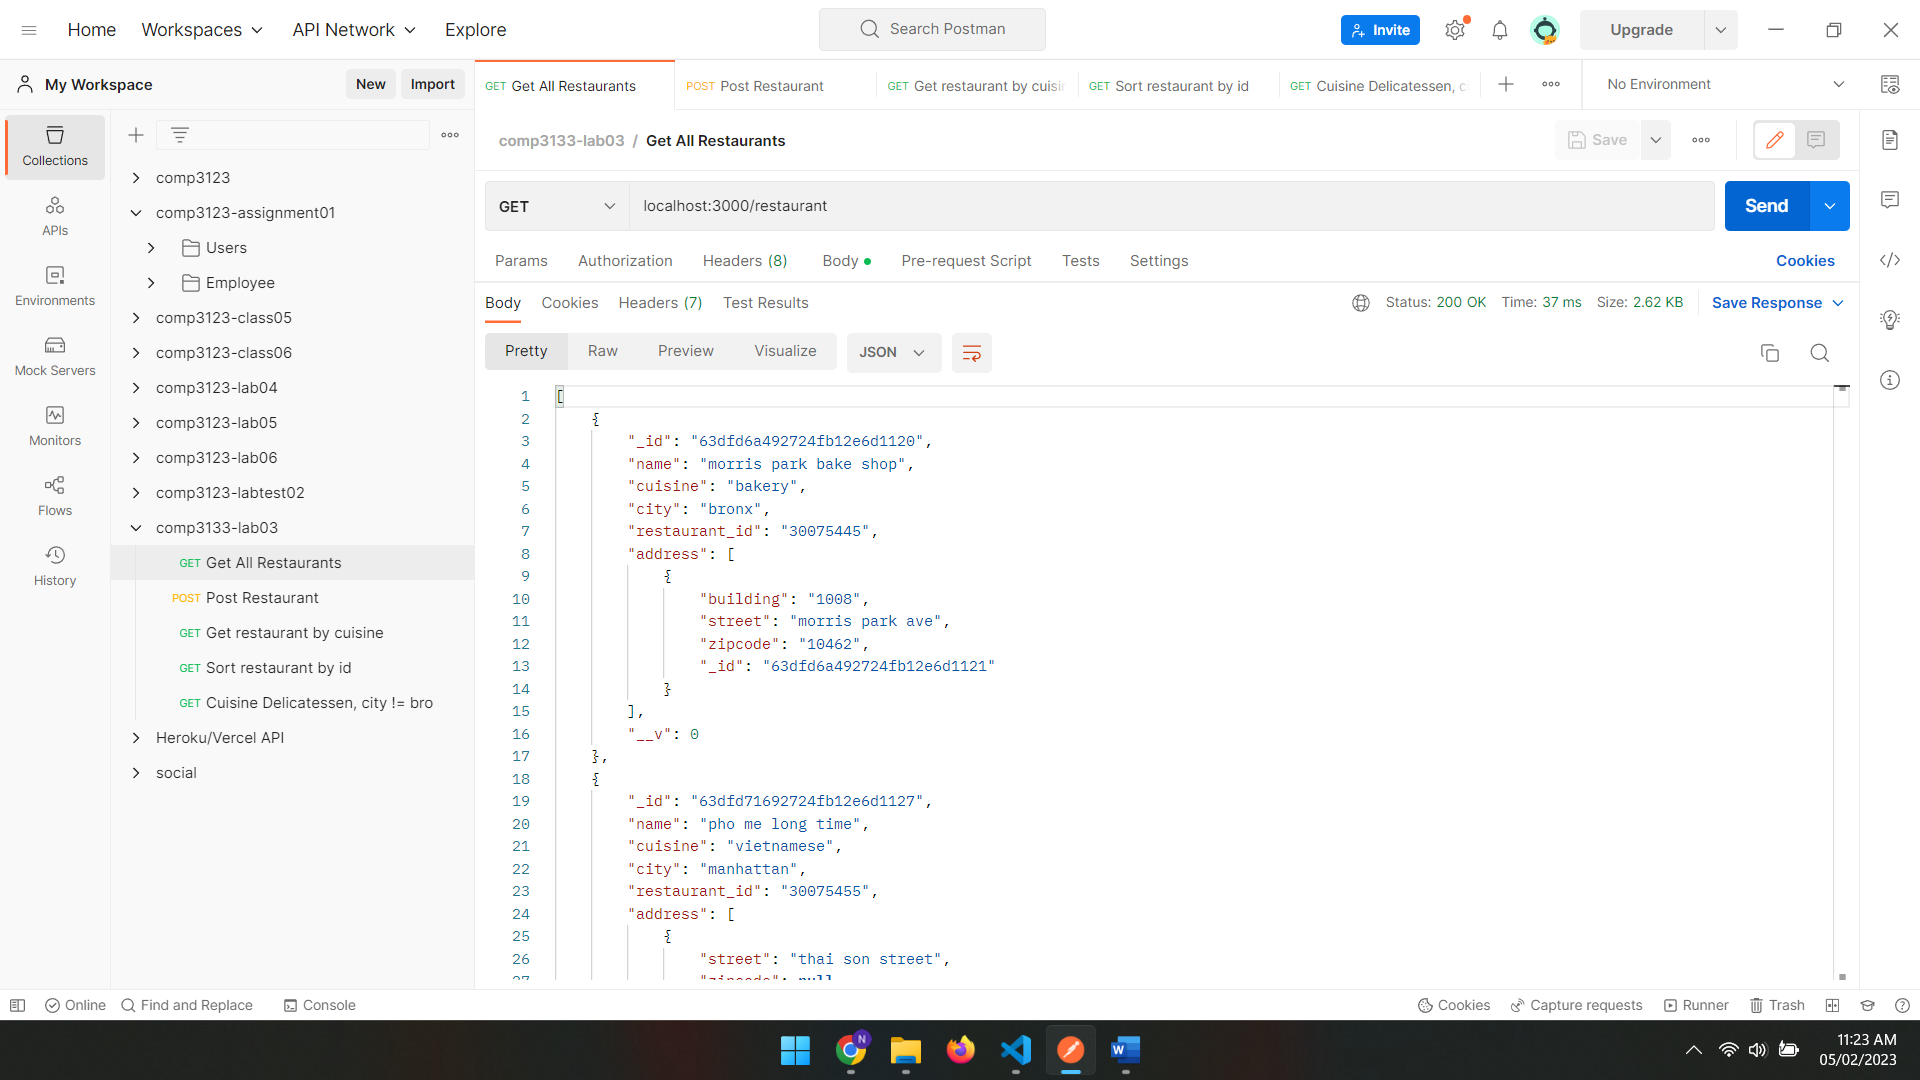 Home Workspaces API Network Explore Search Postman Invite Upgrade
My Workspace New Import
GET Get All Restaurants POST Post Restaurant GET Get restaurant by cuisi GET Sort restaurant by id GET Cuisine Delicatessen, c No Environment
comp3133-lab03 / Get All Restaurants Save
GET localhost:3000/restaurant Send
Params Authorization Headers (8) Body Pre-request Script Tests Settings Cookies
Body Cookies Headers (7) Test Results Status: 200 OK Time: 37 ms Size: 2.62 KB Save Response
Pretty Raw Preview Visualize JSON
Collections
APIs
Environments
Mock Servers
Monitors
Flows
History
comp3123
comp3123-assignment01
Users
Employee
comp3123-class05
comp3123-class06
comp3123-lab04
comp3123-lab05
comp3123-lab06
comp3123-labtest02
comp3133-lab03
GET Get All Restaurants
POST Post Restaurant
GET Get restaurant by cuisine
GET Sort restaurant by id
GET Cuisine Delicatessen, city != bro
Heroku/Vercel API
social
1 [
2 {
3 "_id": "63dfd6a492724fb12e6d1120",
4 "name": "morris park bake shop",
5 "cuisine": "bakery",
6 "city": "bronx",
7 "restaurant_id": "30075445",
8 "address": [
9 {
10 "building": "1008",
11 "street": "morris park ave",
12 "zipcode": "10462",
13 "_id": "63dfd6a492724fb12e6d1121"
14 }
15 ],
16 "__v": 0
17 },
18 {
19 "_id": "63dfd71692724fb12e6d1127",
20 "name": "pho me long time",
21 "cuisine": "vietnamese",
22 "city": "manhattan",
23 "restaurant_id": "30075455",
24 "address": [
25 {
26 "street": "thai son street",
27 "zipcode": null
Online Find and Replace Console Cookies Capture requests Runner Trash
N
W
11:23 AM
05/02/2023